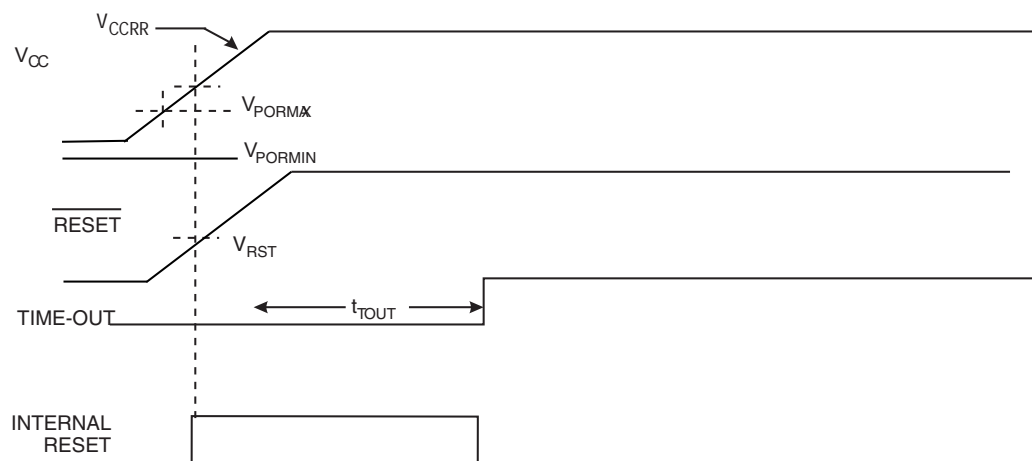 VCCRR
VCC
VPORMAX
VPORMIN
RESET
VRST
tTOUT
TIME-OUT
INTERNAL
RESET